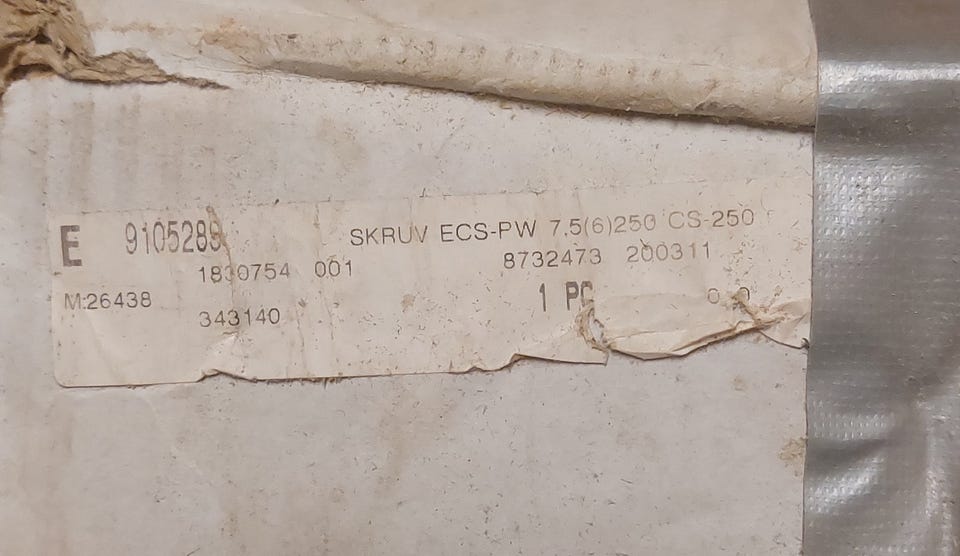 E 9105289 SKRUV ECS-PW 7,5(6)250 CS-250
1830754 001 8732473 200311
M:26438 1 PC
343140